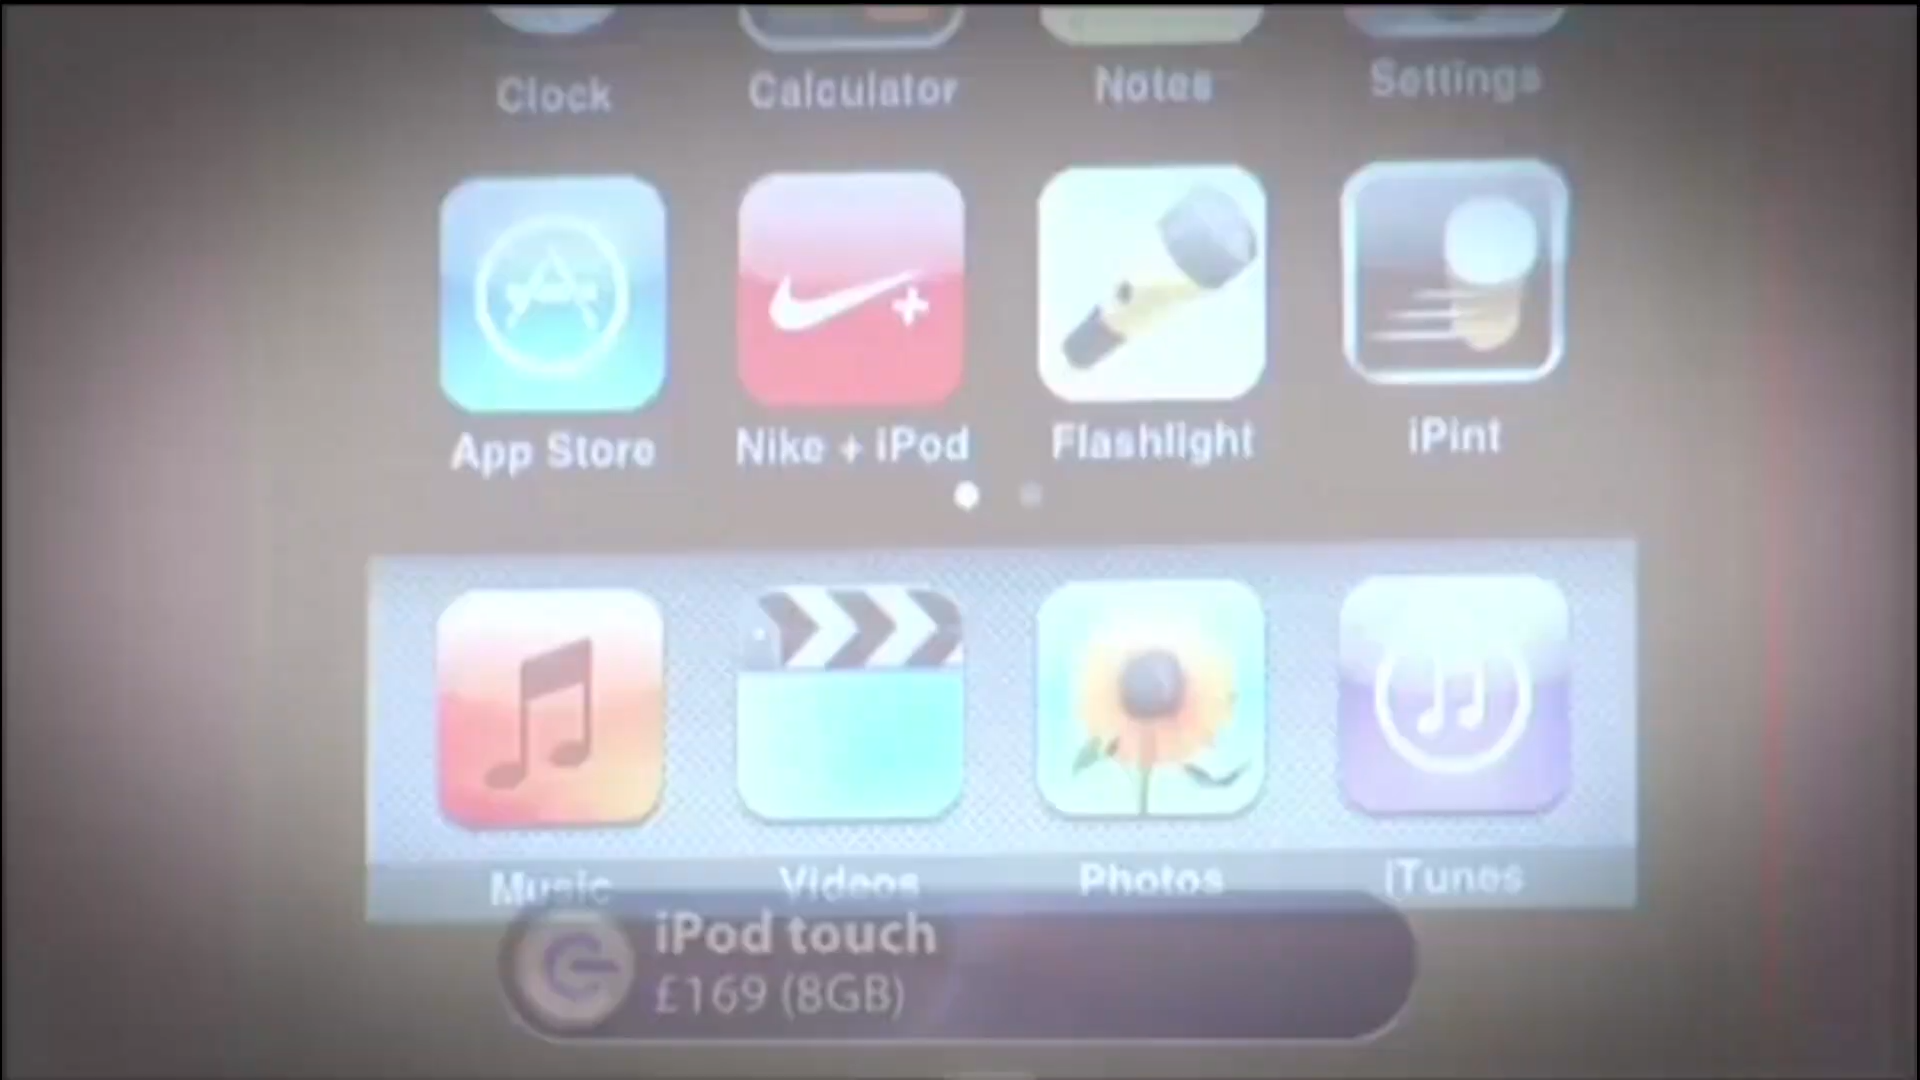 Clock Calculator Notes Settings
App Store Nike + iPod Flashlight iPint
Music Videos Photos iTunes
iPod touch
£169 (8GB)